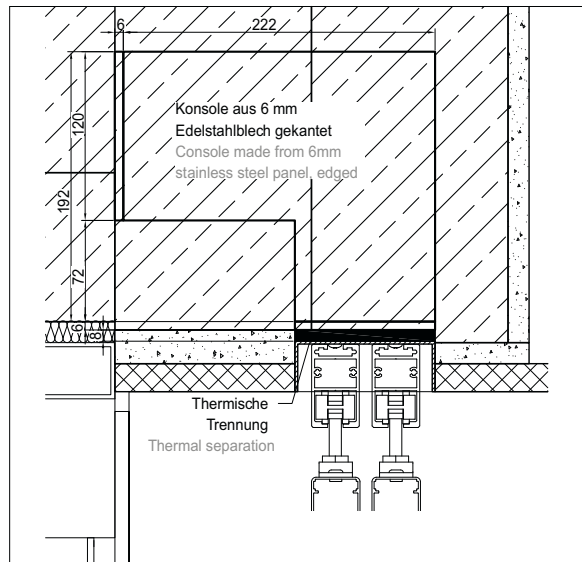 6
222
120
192
72
6
8
Konsole aus 6 mm
Edelstahlblech gekantet
Console made from 6mm
stainless steel panel, edged
Thermische
Trennung
Thermal separation